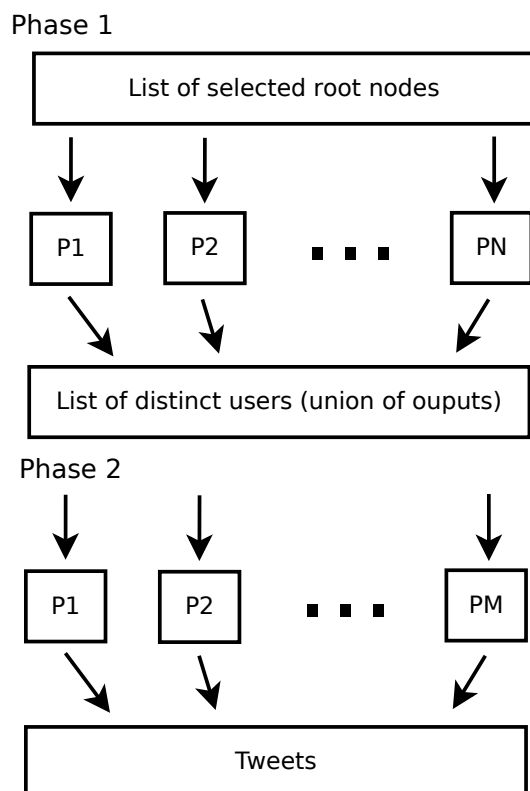 Phase 1
List of selected root nodes
P1
P2
PN
List of distinct users (union of ouputs)
Phase 2
P1
P2
PM
Tweets